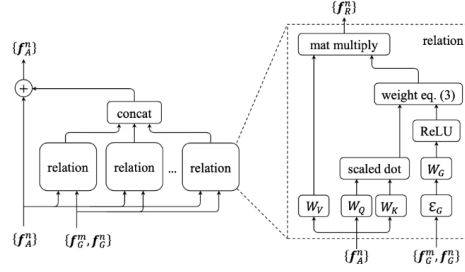 {f_A^n}
+
concat
relation
relation
...
relation
{f_A^n}
{f_G^m, f_G^n}
{f_R^n}
relation
mat multiply
weight eq. (3)
ReLU
scaled dot
W_G
W_V
W_Q
W_K
ε_G
{f_A^n}
{f_G^m, f_G^n}